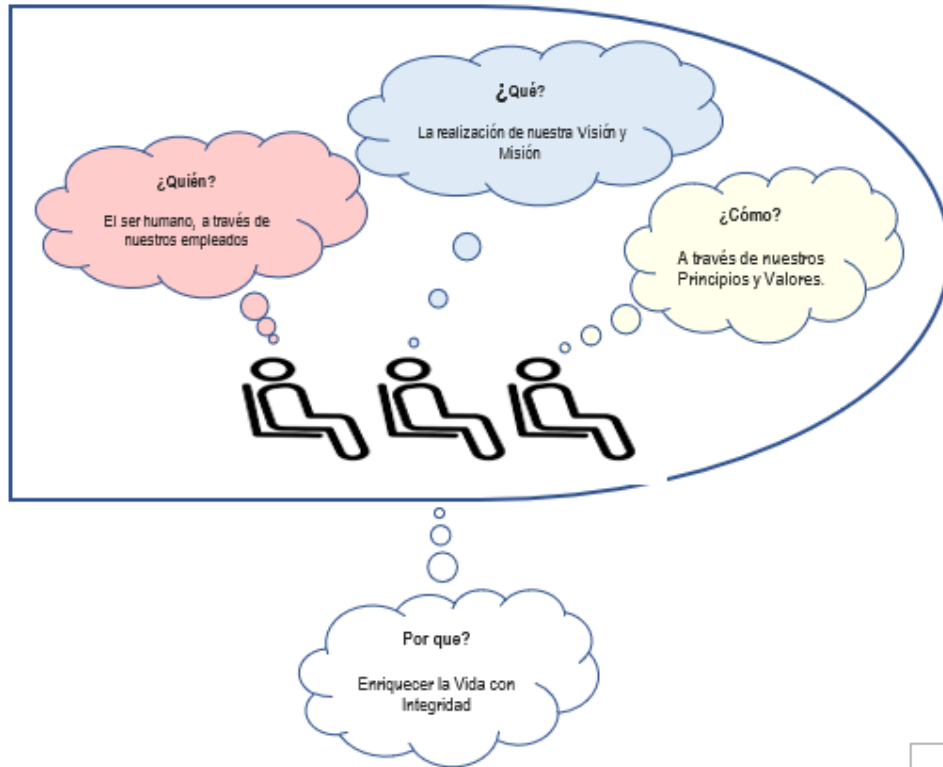 ¿Qué?
La realización de nuestra Visión y
Misión
¿Quién?
El ser humano, a través de
nuestros empleados
¿Cómo?
A través de nuestros
Principios y Valores.
Por que?
Enriquecer la Vida con
Integridad